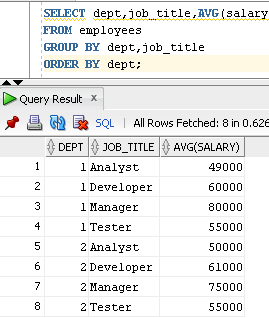 SELECT dept,job_title,AVG(salary
FROM employees
GROUP BY dept,job_title
ORDER BY dept;
Query Result
SQL | All Rows Fetched: 8 in 0.626
DEPT JOB_TITLE AVG(SALARY)
1 1 Analyst 49000
2 1 Developer 60000
3 1 Manager 80000
4 1 Tester 55000
5 2 Analyst 50000
6 2 Developer 61000
7 2 Manager 75000
8 2 Tester 55000